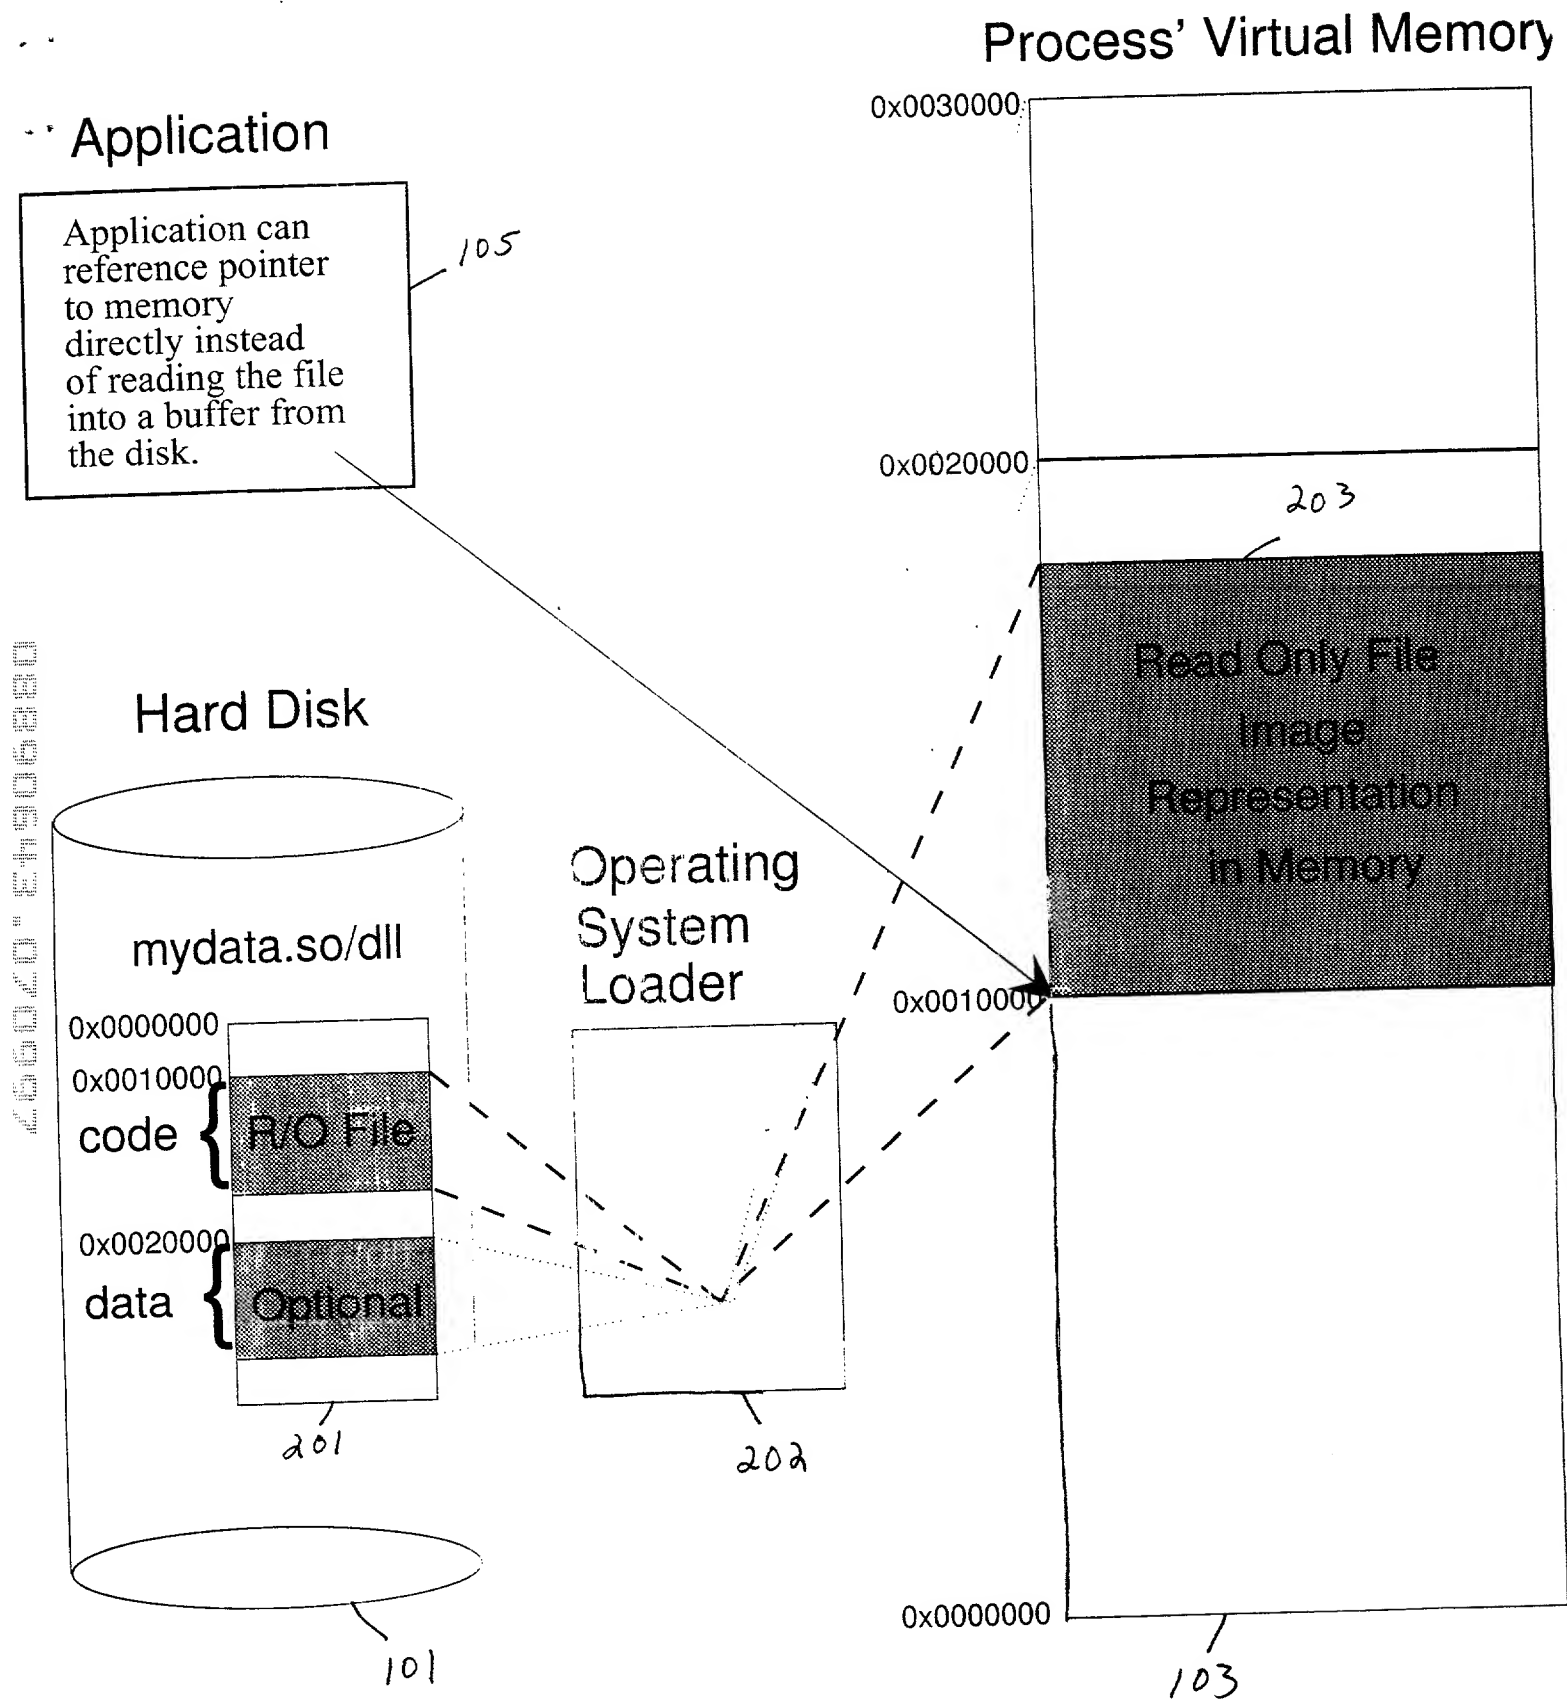 Process' Virtual Memory
0x0030000
Application
Application can
reference pointer
to memory
directly instead
of reading the file
into a buffer from
the disk.
105
0x0020000
203
Read Only File
Image
Representation
in Memory
0x0010000
Hard Disk
mydata.so/dll
0x0000000
0x0010000
code { R/O File
0x0020000
data { Optional
201
Operating
System
Loader
202
0x0000000
101
103